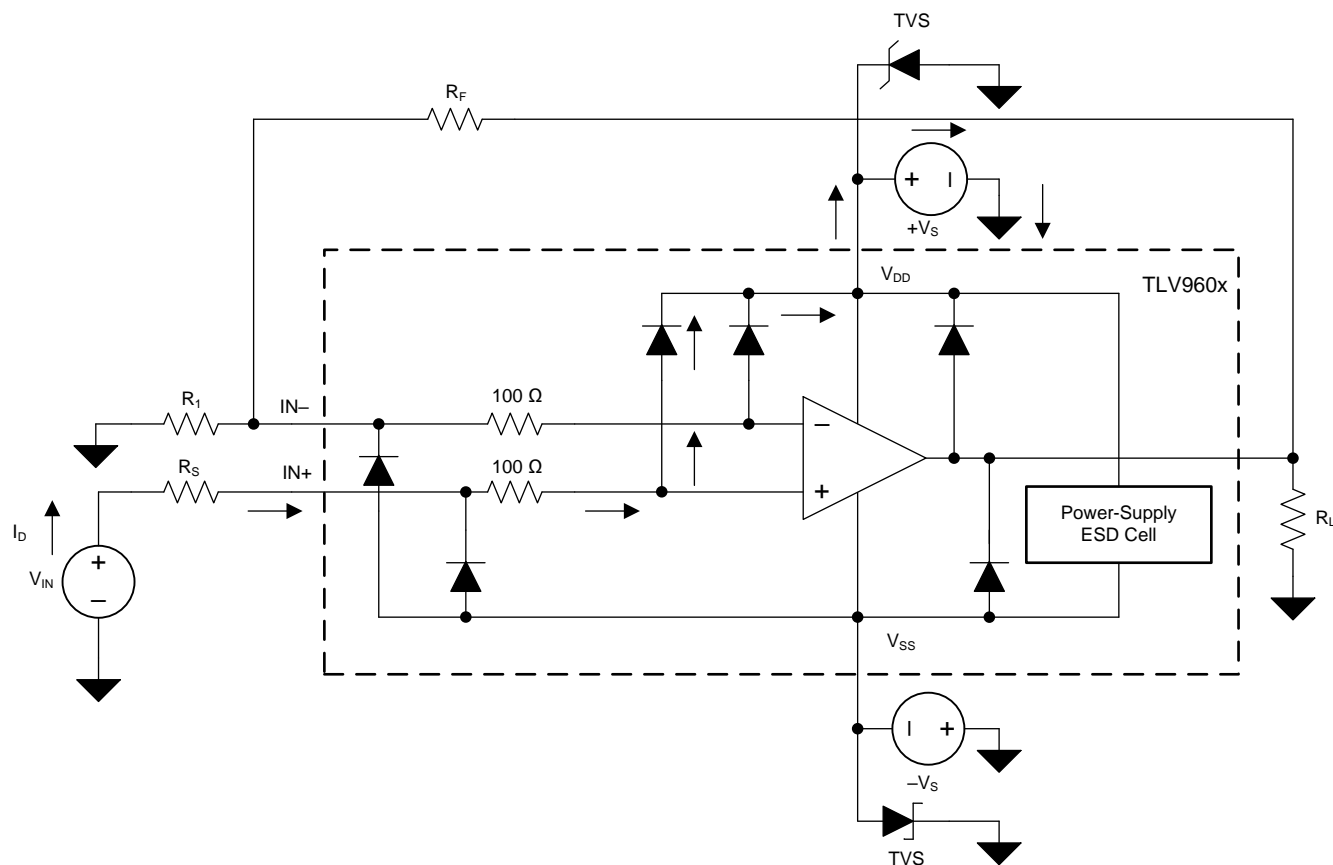 TVS
R_F
+ –
+V_S
V_DD
TLV960x
R_1
IN–
100 Ω
–
R_S
IN+
100 Ω
+
Power-Supply
ESD Cell
R_L
I_D
+
V_IN
–
V_SS
– +
–V_S
TVS